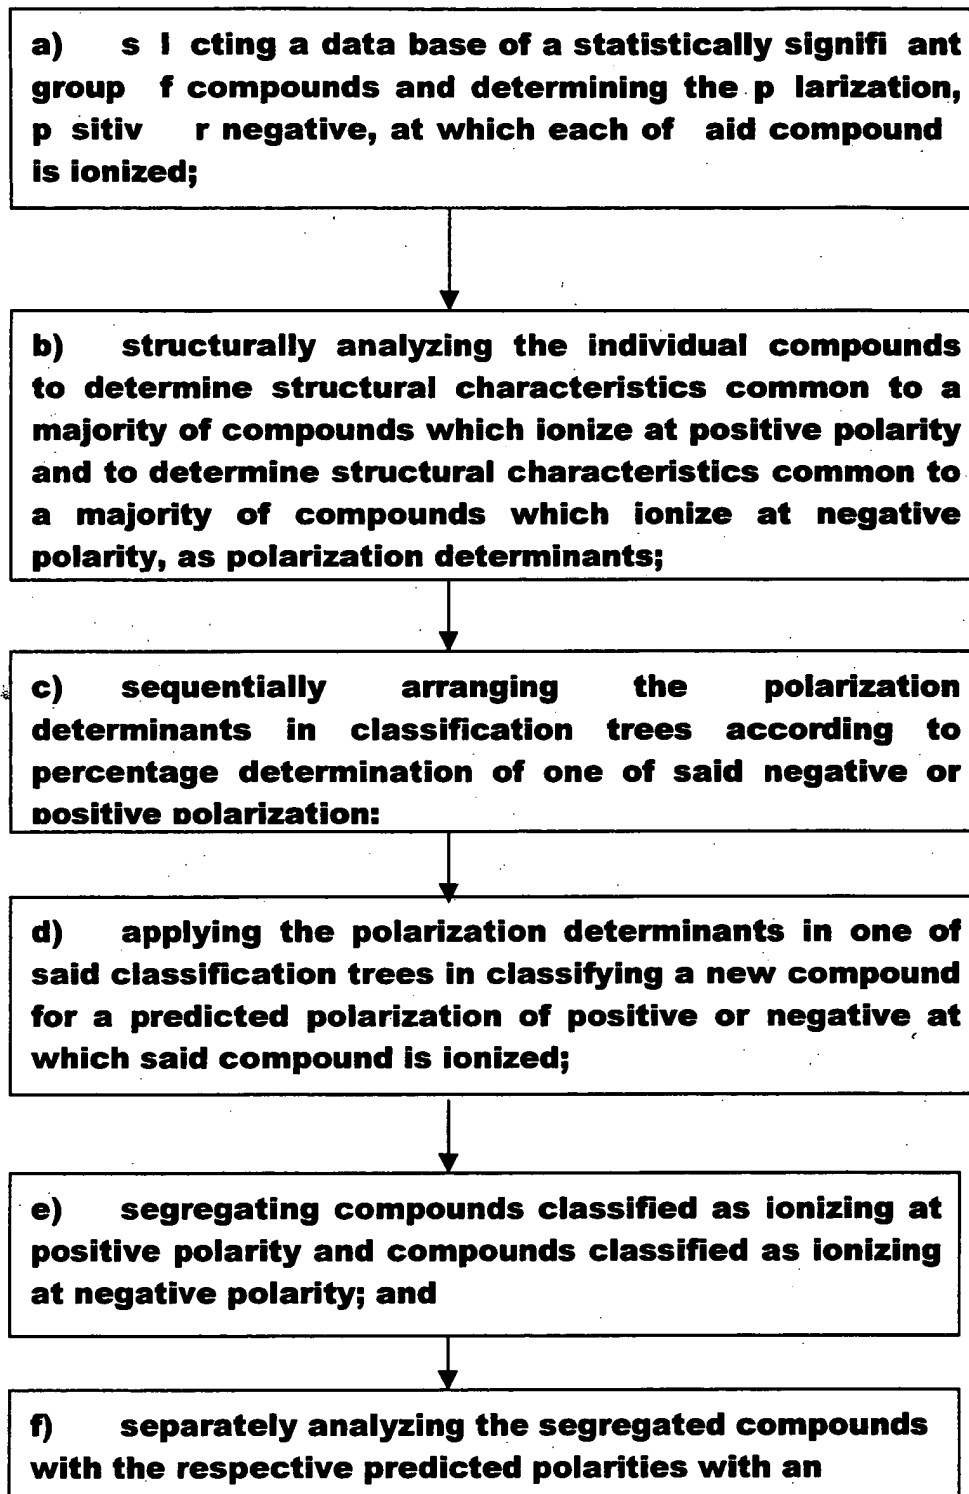 a) s l cting a data base of a statistically signifi ant
group f compounds and determining the p larization,
p sitiv r negative, at which each of aid compound
is ionized;
b) structurally analyzing the individual compounds
to determine structural characteristics common to a
majority of compounds which ionize at positive polarity
and to determine structural characteristics common to
a majority of compounds which ionize at negative
polarity, as polarization determinants;
c) sequentially arranging the polarization
determinants in classification trees according to
percentage determination of one of said negative or
positive polarization:
d) applying the polarization determinants in one of
said classification trees in classifying a new compound
for a predicted polarization of positive or negative at
which said compound is ionized;
e) segregating compounds classified as ionizing at
positive polarity and compounds classified as ionizing
at negative polarity; and
f) separately analyzing the segregated compounds
with the respective predicted polarities with an